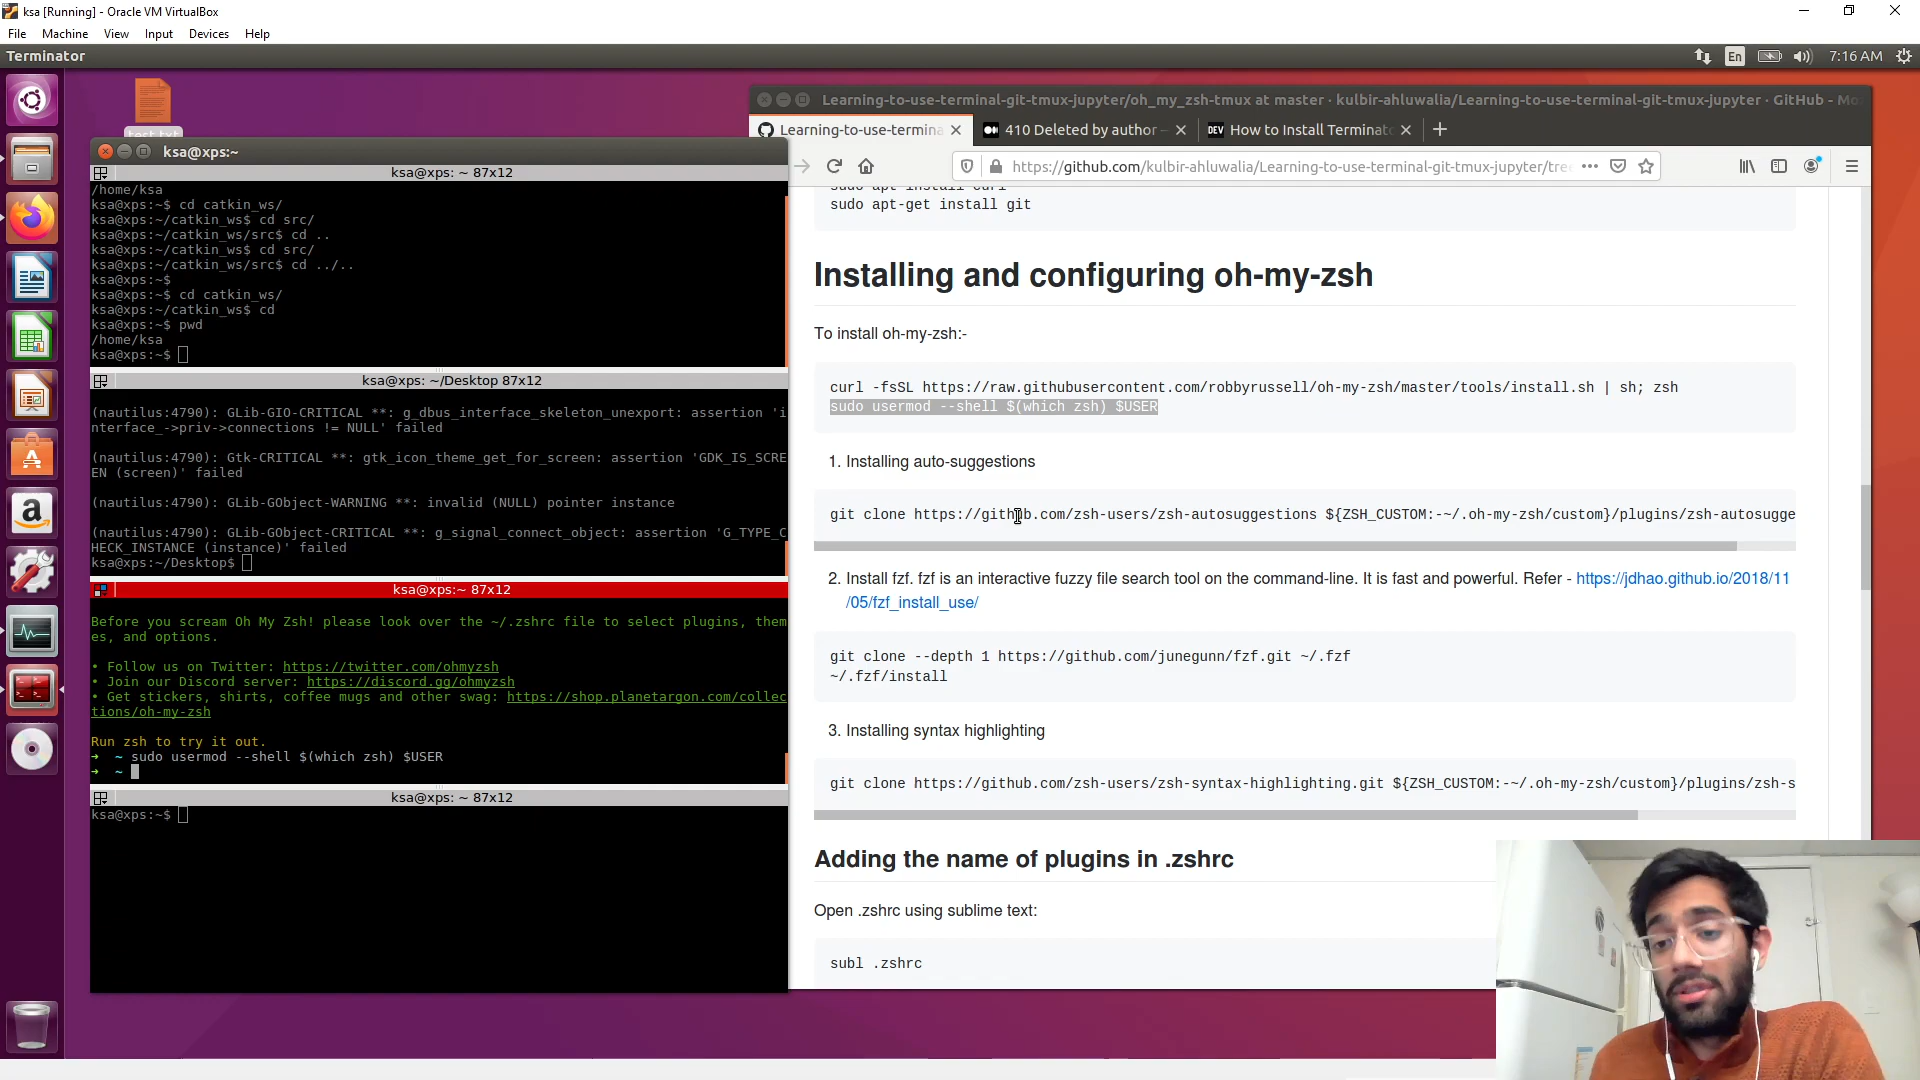 ksa [Running] - Oracle VM VirtualBox
File Machine View Input Devices Help
Terminator
En
7:16 AM
test.txt
Learning-to-use-terminal-git-tmux-jupyter/oh_my_zsh-tmux at master · kulbir-ahluwalia/Learning-to-use-terminal-git-tmux-jupyter · GitHub - Mo
Learning-to-use-termina
410 Deleted by author –
DEV How to Install Terminato
https://github.com/kulbir-ahluwalia/Learning-to-use-terminal-git-tmux-jupyter/tre
ksa@xps:~
ksa@xps: ~ 87x12
/home/ksa
ksa@xps:~$ cd catkin_ws/
ksa@xps:~/catkin_ws$ cd src/
ksa@xps:~/catkin_ws/src$ cd ..
ksa@xps:~/catkin_ws$ cd src/
ksa@xps:~/catkin_ws/src$ cd ../..
ksa@xps:~$
ksa@xps:~$ cd catkin_ws/
ksa@xps:~/catkin_ws$ cd
ksa@xps:~$ pwd
/home/ksa
ksa@xps:~$
ksa@xps: ~/Desktop 87x12
(nautilus:4790): GLib-GIO-CRITICAL **: g_dbus_interface_skeleton_unexport: assertion 'i
nterface_->priv->connections != NULL' failed
(nautilus:4790): Gtk-CRITICAL **: gtk_icon_theme_get_for_screen: assertion 'GDK_IS_SCRE
EN (screen)' failed
(nautilus:4790): GLib-GObject-WARNING **: invalid (NULL) pointer instance
(nautilus:4790): GLib-GObject-CRITICAL **: g_signal_connect_object: assertion 'G_TYPE_C
HECK_INSTANCE (instance)' failed
ksa@xps:~/Desktop$
ksa@xps:~ 87x12
Before you scream Oh My Zsh! please look over the ~/.zshrc file to select plugins, them
es, and options.
• Follow us on Twitter: https://twitter.com/ohmyzsh
• Join our Discord server: https://discord.gg/ohmyzsh
• Get stickers, shirts, coffee mugs and other swag: https://shop.planetargon.com/collec
tions/oh-my-zsh
Run zsh to try it out.
➜ ~ sudo usermod --shell $(which zsh) $USER
➜ ~
ksa@xps: ~ 87x12
ksa@xps:~$
sudo apt install curl
sudo apt-get install git
Installing and configuring oh-my-zsh
To install oh-my-zsh:-
curl -fsSL https://raw.githubusercontent.com/robbyrussell/oh-my-zsh/master/tools/install.sh | sh; zsh
sudo usermod --shell $(which zsh) $USER
1. Installing auto-suggestions
git clone https://github.com/zsh-users/zsh-autosuggestions ${ZSH_CUSTOM:-~/.oh-my-zsh/custom}/plugins/zsh-autosugge
2. Install fzf. fzf is an interactive fuzzy file search tool on the command-line. It is fast and powerful. Refer - https://jdhao.github.io/2018/11
/05/fzf_install_use/
git clone --depth 1 https://github.com/junegunn/fzf.git ~/.fzf
~/.fzf/install
3. Installing syntax highlighting
git clone https://github.com/zsh-users/zsh-syntax-highlighting.git ${ZSH_CUSTOM:-~/.oh-my-zsh/custom}/plugins/zsh-s
Adding the name of plugins in .zshrc
Open .zshrc using sublime text:
subl .zshrc